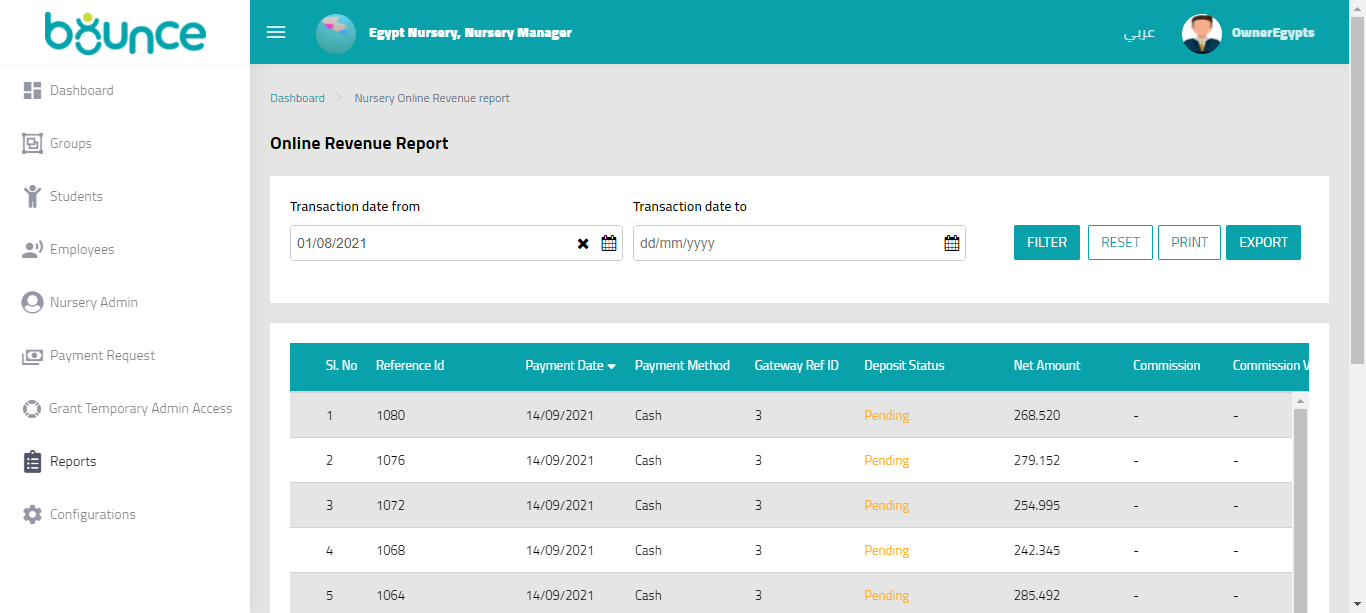 bounce
Egypt Nursery, Nursery Manager
عربي
OwnerEgypts
Dashboard
Groups
Students
Employees
Nursery Admin
Payment Request
Grant Temporary Admin Access
Reports
Configurations
Dashboard > Nursery Online Revenue report
Online Revenue Report
Transaction date from Transaction date to
01/08/2021 dd/mm/yyyy FILTER RESET PRINT EXPORT
Sl. No Reference Id Payment Date Payment Method Gateway Ref ID Deposit Status Net Amount Commission Commission V
1 1080 14/09/2021 Cash 3 Pending 268.520 - -
2 1076 14/09/2021 Cash 3 Pending 279.152 - -
3 1072 14/09/2021 Cash 3 Pending 254.995 - -
4 1068 14/09/2021 Cash 3 Pending 242.345 - -
5 1064 14/09/2021 Cash 3 Pending 285.492 - -